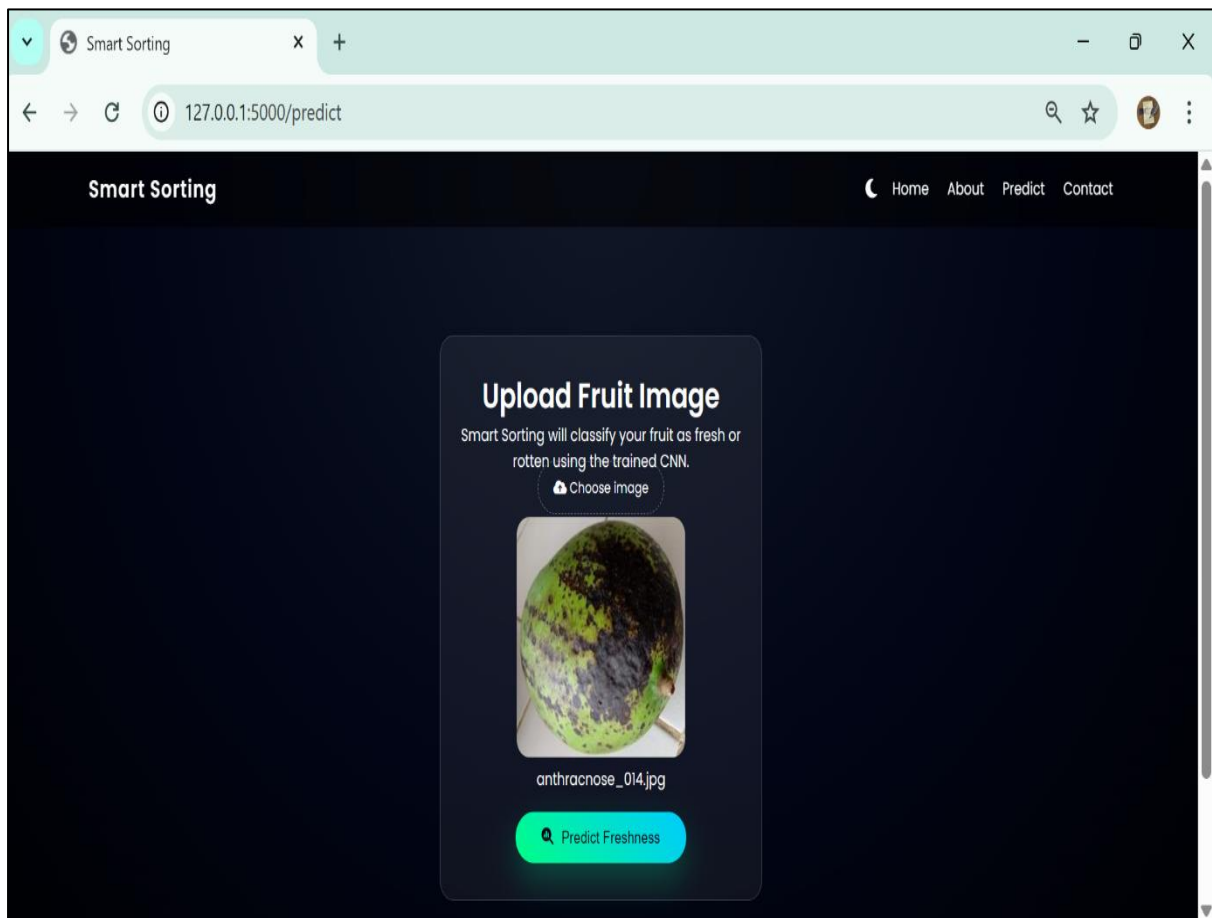 Smart Sorting
127.0.0.1:5000/predict
Smart Sorting
Home About Predict Contact
Upload Fruit Image
Smart Sorting will classify your fruit as fresh or
rotten using the trained CNN.
Choose image
anthracnose_014.jpg
Predict Freshness